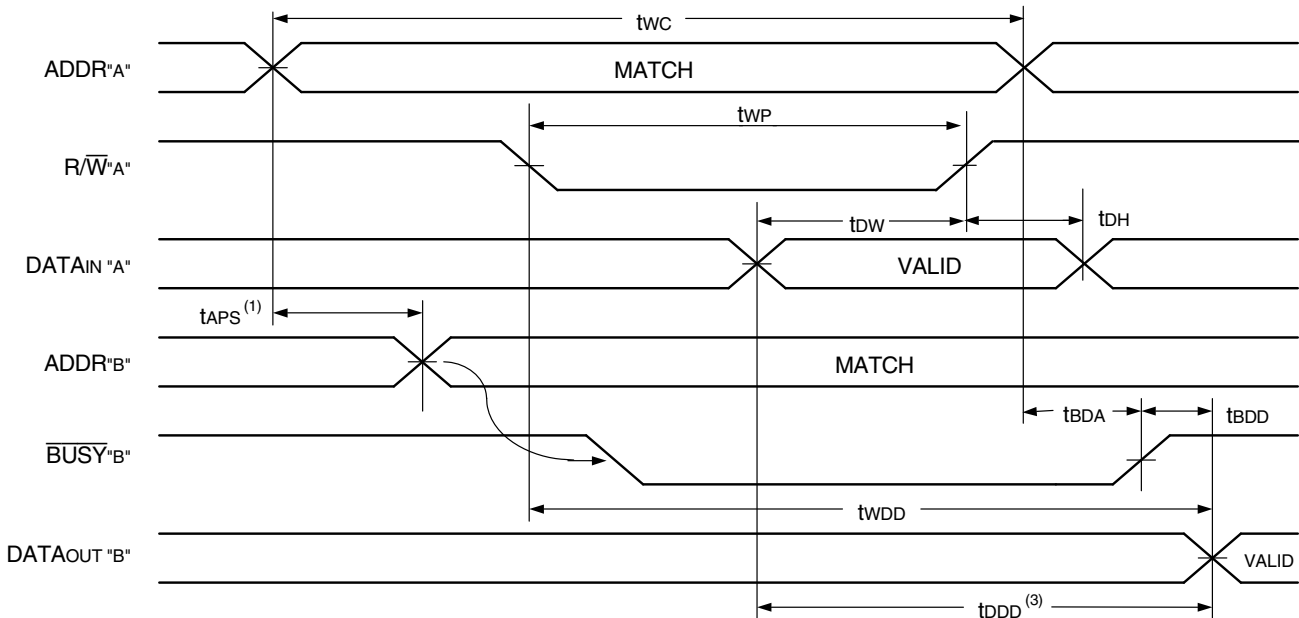 tWC
ADDR"A"
MATCH
tWP
R/W̅"A"
tDW
tDH
DATAIN "A"
VALID
tAPS (1)
ADDR"B"
MATCH
tBDA
tBDD
B̅U̅S̅Y̅"B"
tWDD
DATAOUT "B"
VALID
tDDD (3)